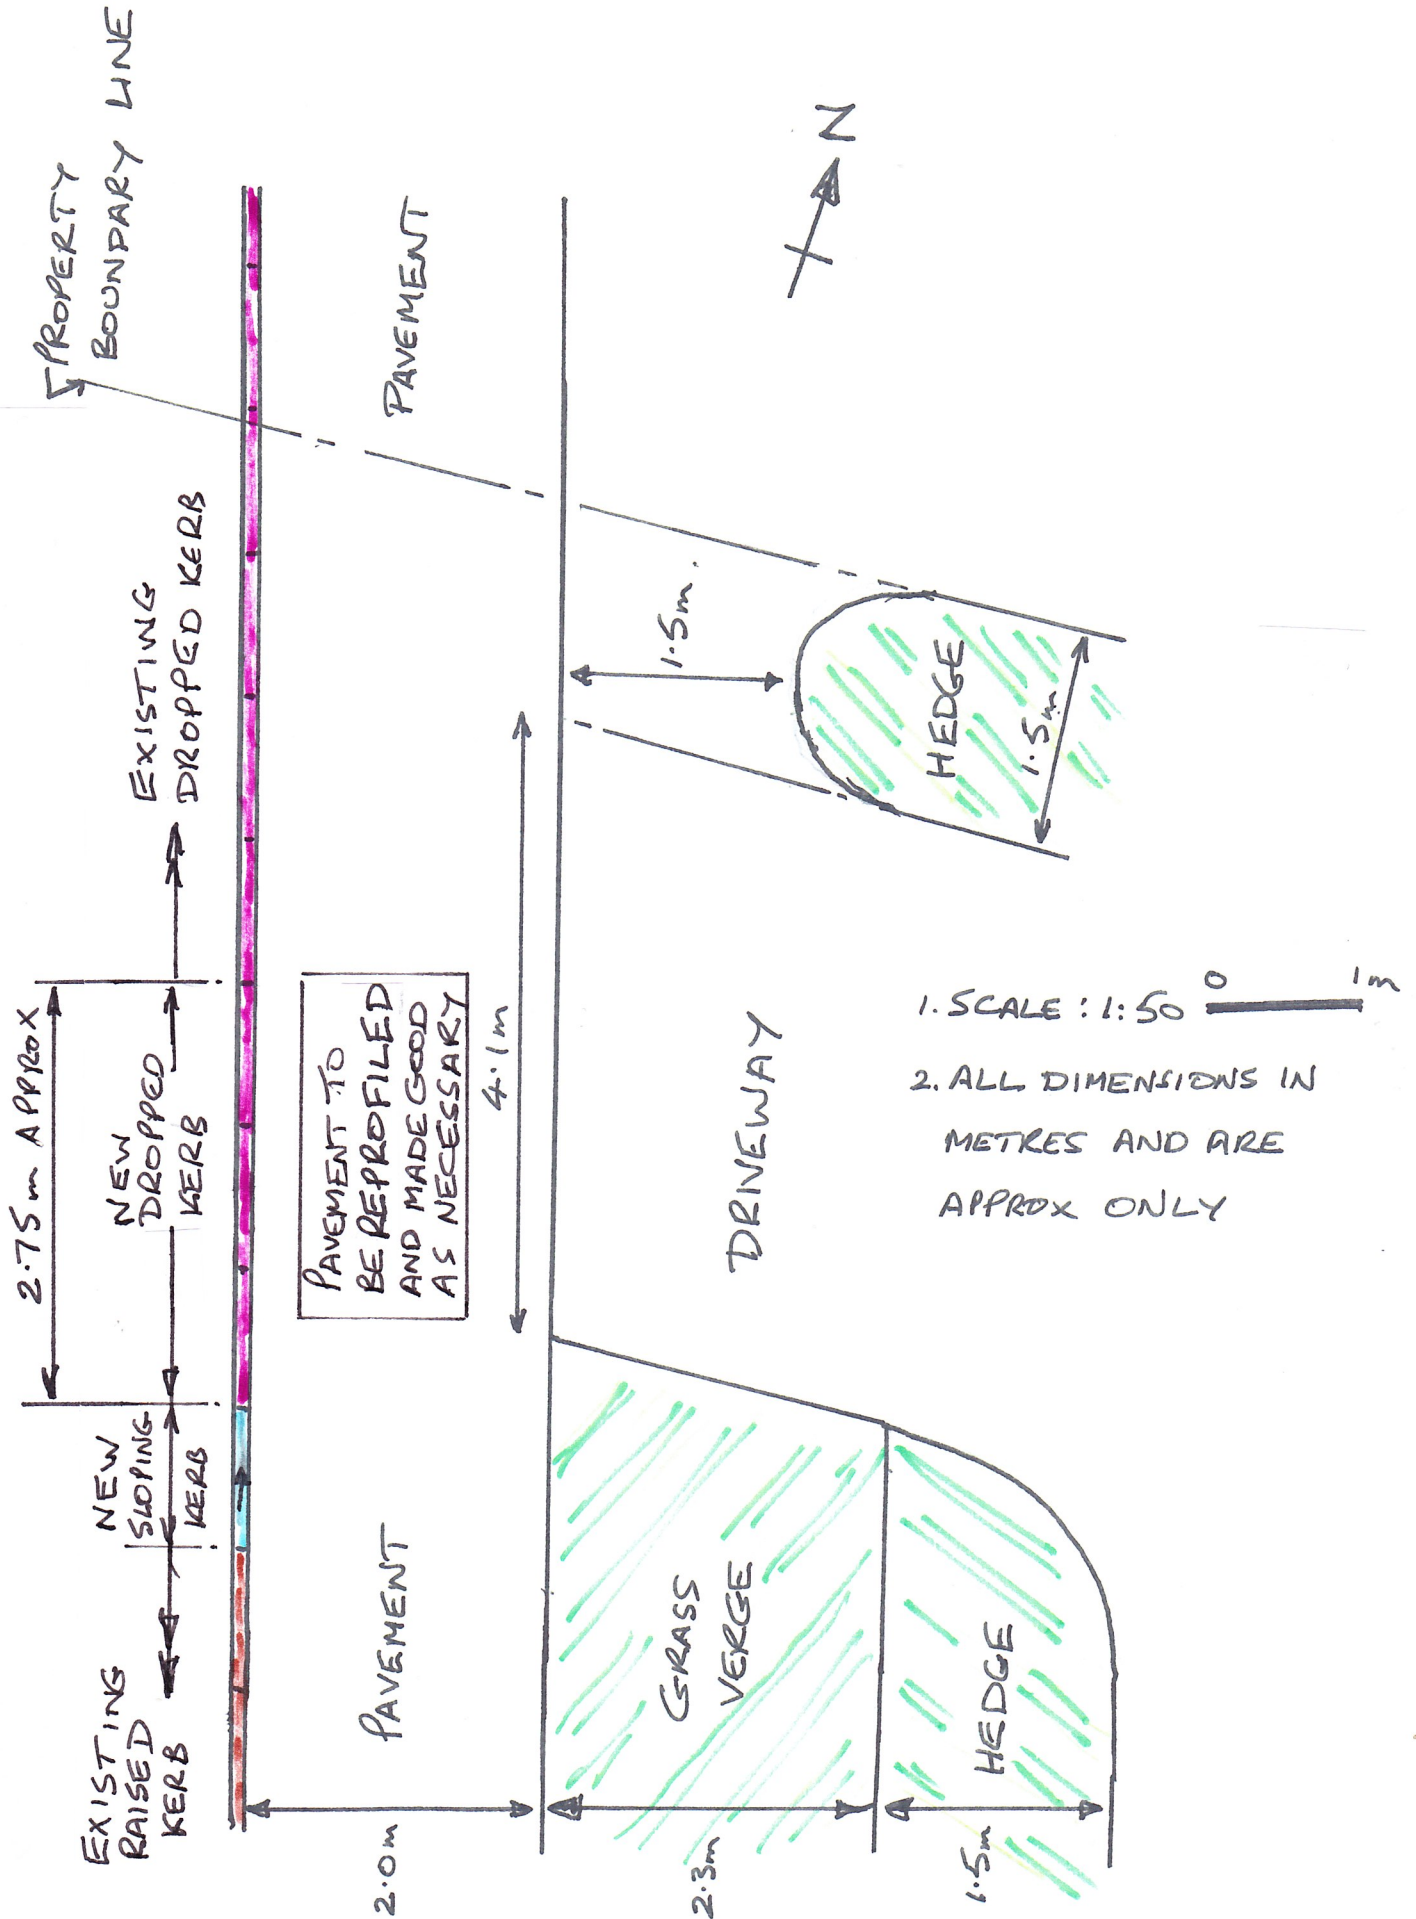 PROPERTY
BOUNDARY LINE
2.75m APPROX
EXISTING
RAISED
KERB
NEW
SLOPING
KERB
NEW
DROPPED
KERB
EXISTING
DROPPED KERB
PAVEMENT
PAVEMENT TO
BE REPROFILED
AND MADE GOOD
AS NECESSARY
PAVEMENT
2.0m
4.1m
1.5m.
N
2.3m
GRASS
VERGE
DRIVEWAY
HEDGE
1.5m
1.5m
HEDGE
1. SCALE : 1:50
0
1m
2. ALL DIMENSIONS IN
METRES AND ARE
APPROX ONLY